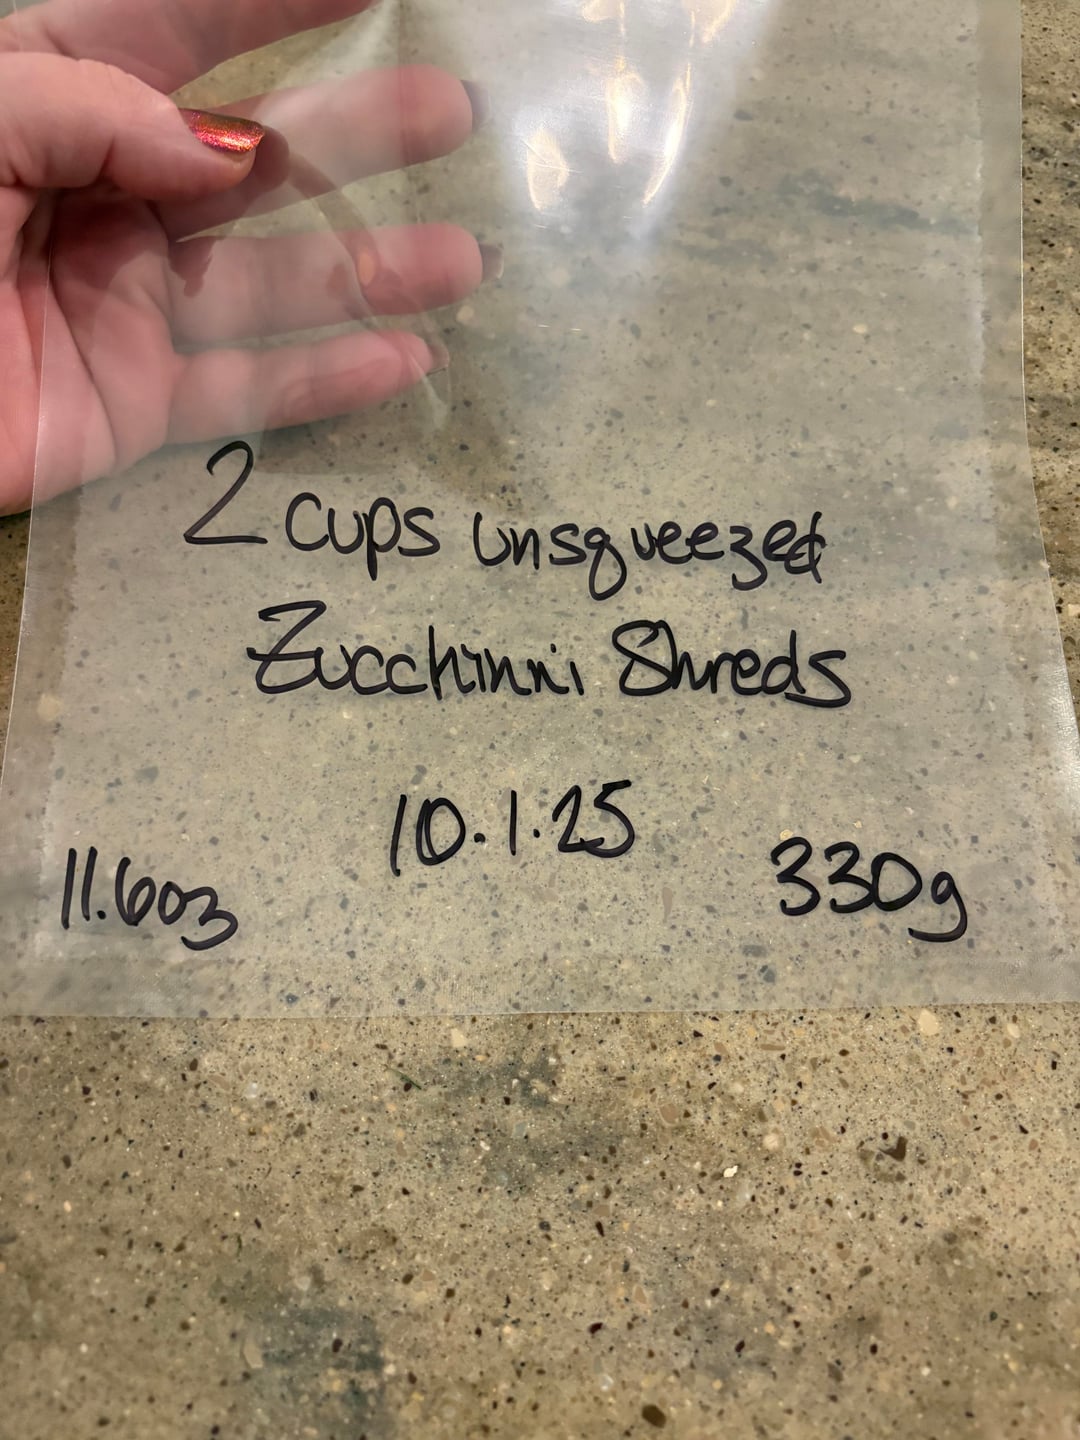 2 cups unsqueezed
Zucchinni Shreds
10.1.25
11.6oz
330g